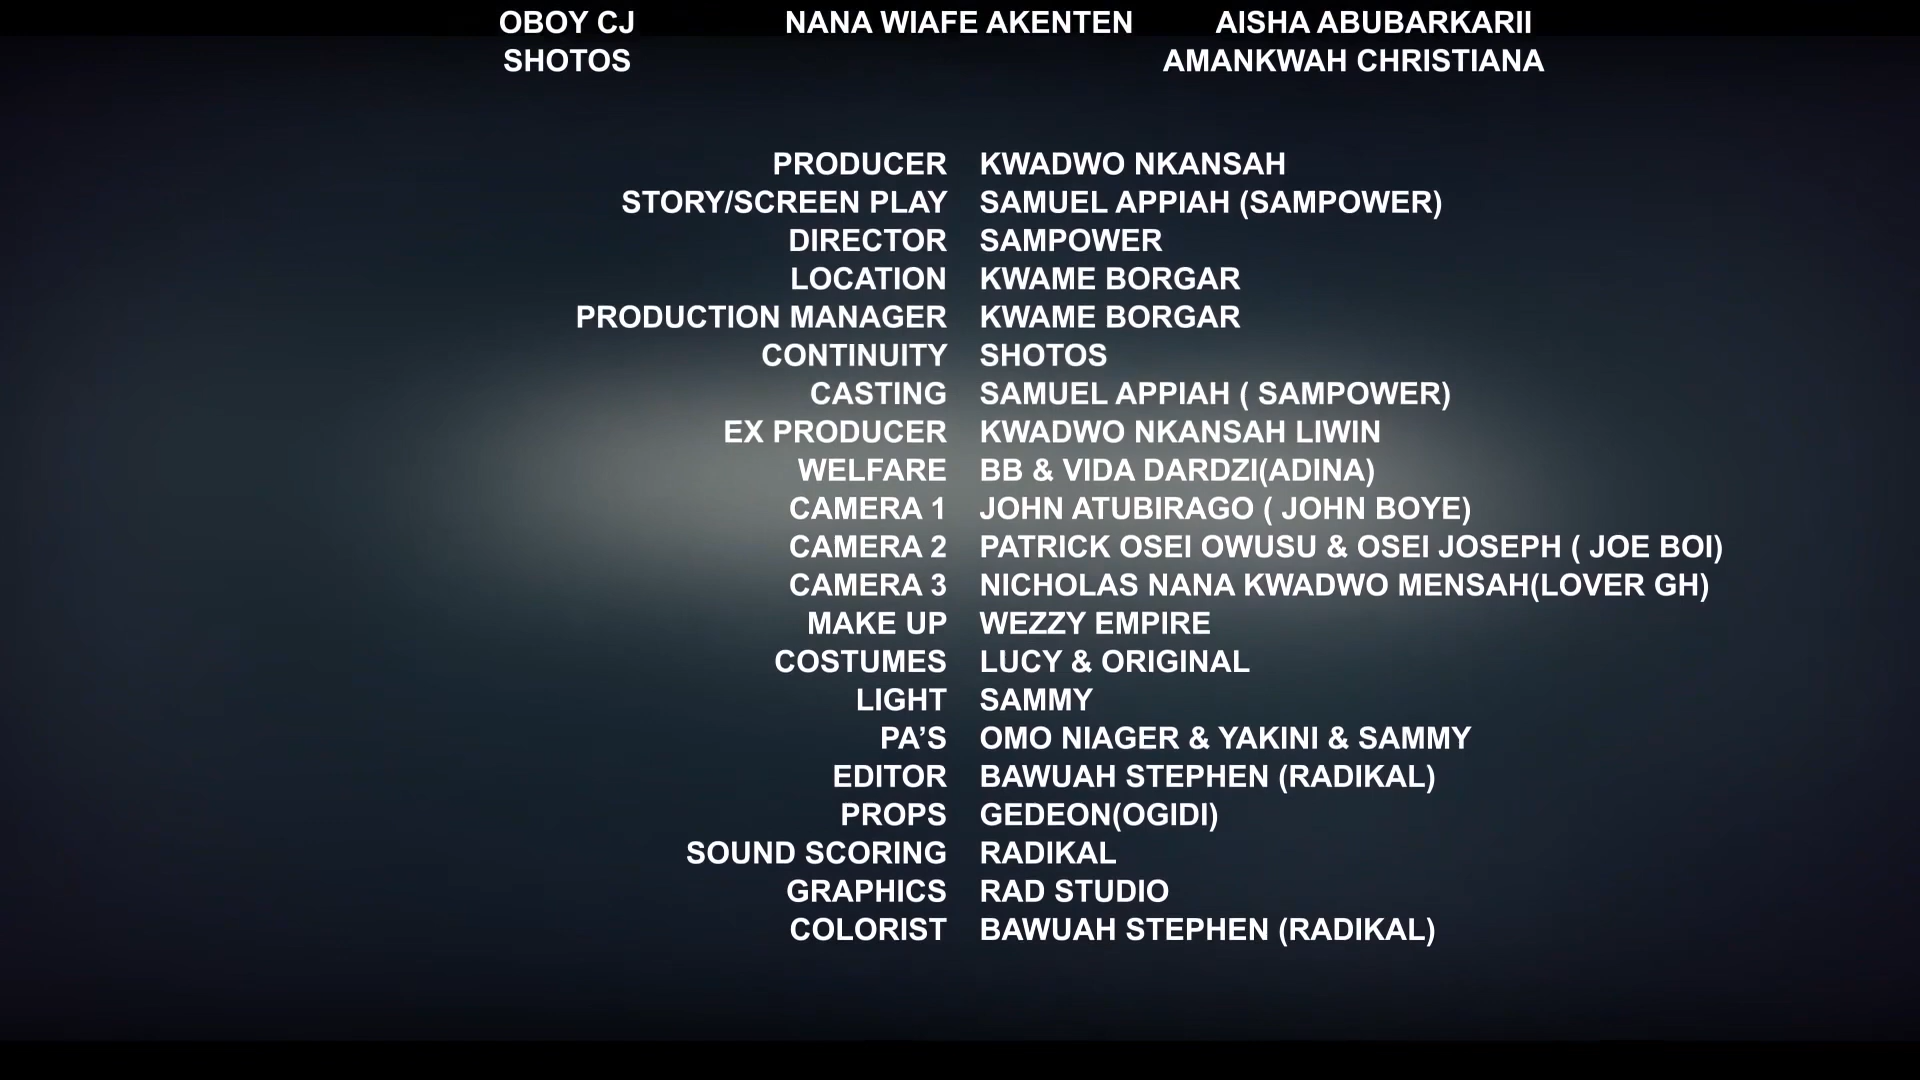 OBOY CJ NANA WIAFE AKENTEN AISHA ABUBARKARII
SHOTOS AMANKWAH CHRISTIANA
PRODUCER KWADWO NKANSAH
STORY/SCREEN PLAY SAMUEL APPIAH (SAMPOWER)
DIRECTOR SAMPOWER
LOCATION KWAME BORGAR
PRODUCTION MANAGER KWAME BORGAR
CONTINUITY SHOTOS
CASTING SAMUEL APPIAH ( SAMPOWER)
EX PRODUCER KWADWO NKANSAH LIWIN
WELFARE BB & VIDA DARDZI(ADINA)
CAMERA 1 JOHN ATUBIRAGO ( JOHN BOYE)
CAMERA 2 PATRICK OSEI OWUSU & OSEI JOSEPH ( JOE BOI)
CAMERA 3 NICHOLAS NANA KWADWO MENSAH(LOVER GH)
MAKE UP WEZZY EMPIRE
COSTUMES LUCY & ORIGINAL
LIGHT SAMMY
PA’S OMO NIAGER & YAKINI & SAMMY
EDITOR BAWUAH STEPHEN (RADIKAL)
PROPS GEDEON(OGIDI)
SOUND SCORING RADIKAL
GRAPHICS RAD STUDIO
COLORIST BAWUAH STEPHEN (RADIKAL)